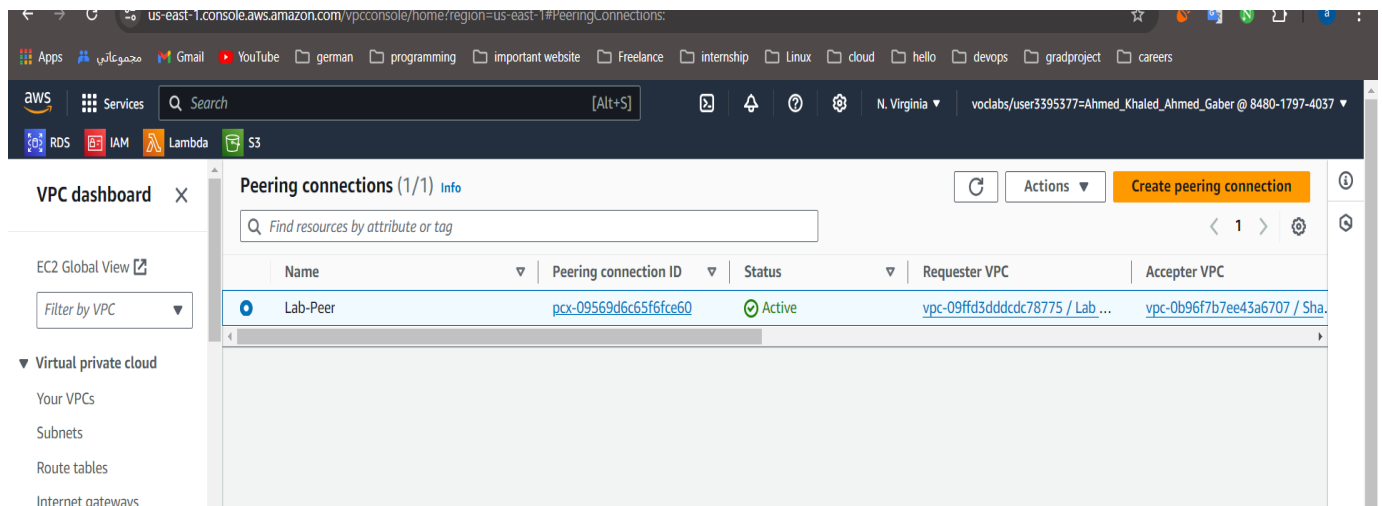 us-east-1.console.aws.amazon.com/vpcconsole/home?region=us-east-1#PeeringConnections:
a
Apps مجموعاتي Gmail YouTube german programming important website Freelance internship Linux cloud hello devops gradproject careers
aws Services Search [Alt+S] N. Virginia ▼ voclabs/user3395377=Ahmed_Khaled_Ahmed_Gaber @ 8480-1797-4037 ▼
RDS IAM Lambda S3
VPC dashboard X
EC2 Global View
Filter by VPC ▼
▼ Virtual private cloud
Your VPCs
Subnets
Route tables
Internet gateways
Peering connections (1/1) Info
Actions ▼ Create peering connection
Find resources by attribute or tag
< 1 >
Name Peering connection ID Status Requester VPC Accepter VPC
Lab-Peer pcx-09569d6c65f6fce60 Active vpc-09ffd3dddcdc78775 / Lab ... vpc-0b96f7b7ee43a6707 / Sha.